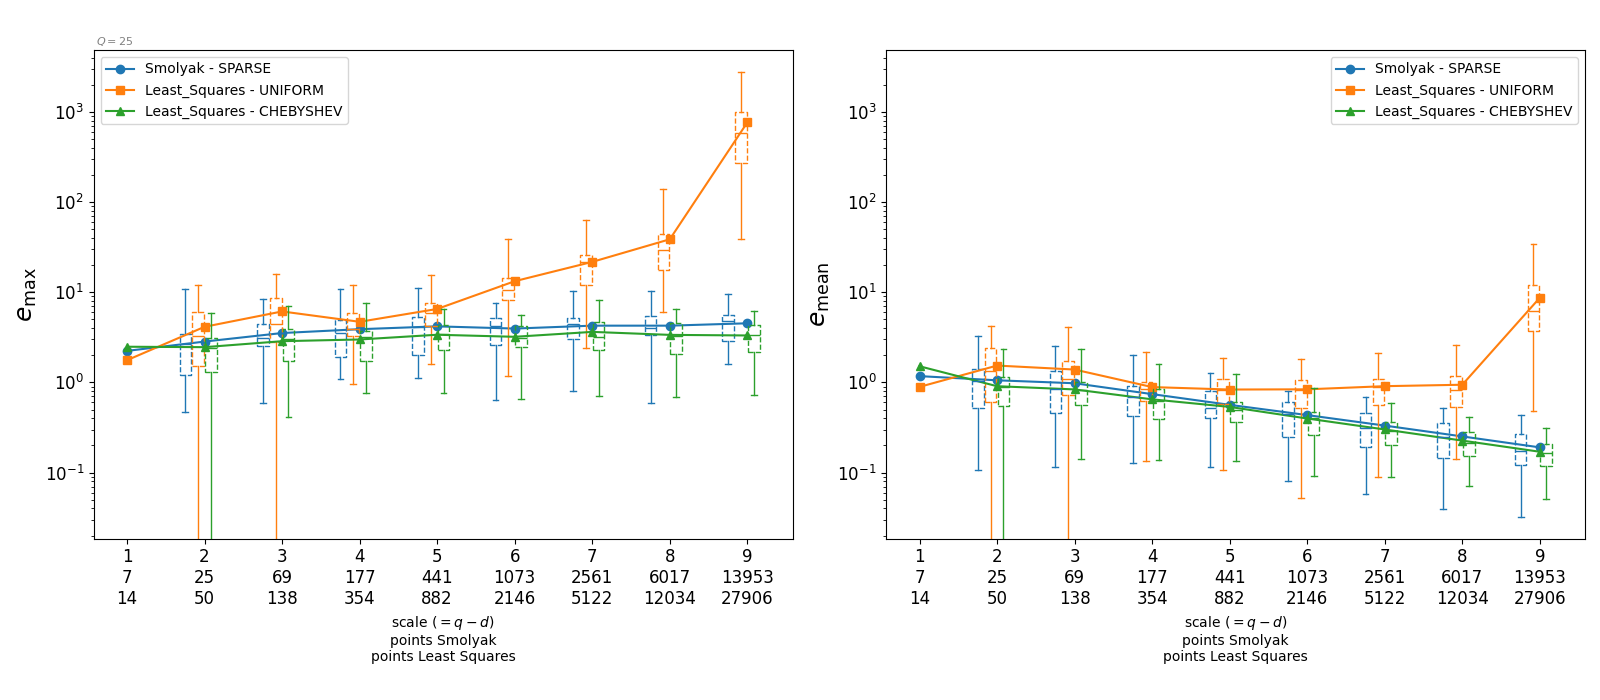 Q = 25
Smolyak - SPARSE
Least_Squares - UNIFORM
Least_Squares - CHEBYSHEV
e_max
10³
10²
10¹
10⁰
10⁻¹
1 2 3 4 5 6 7 8 9
7 25 69 177 441 1073 2561 6017 13953
14 50 138 354 882 2146 5122 12034 27906
scale (= q − d)
points Smolyak
points Least Squares
Smolyak - SPARSE
Least_Squares - UNIFORM
Least_Squares - CHEBYSHEV
e_mean
10³
10²
10¹
10⁰
10⁻¹
1 2 3 4 5 6 7 8 9
7 25 69 177 441 1073 2561 6017 13953
14 50 138 354 882 2146 5122 12034 27906
scale (= q − d)
points Smolyak
points Least Squares